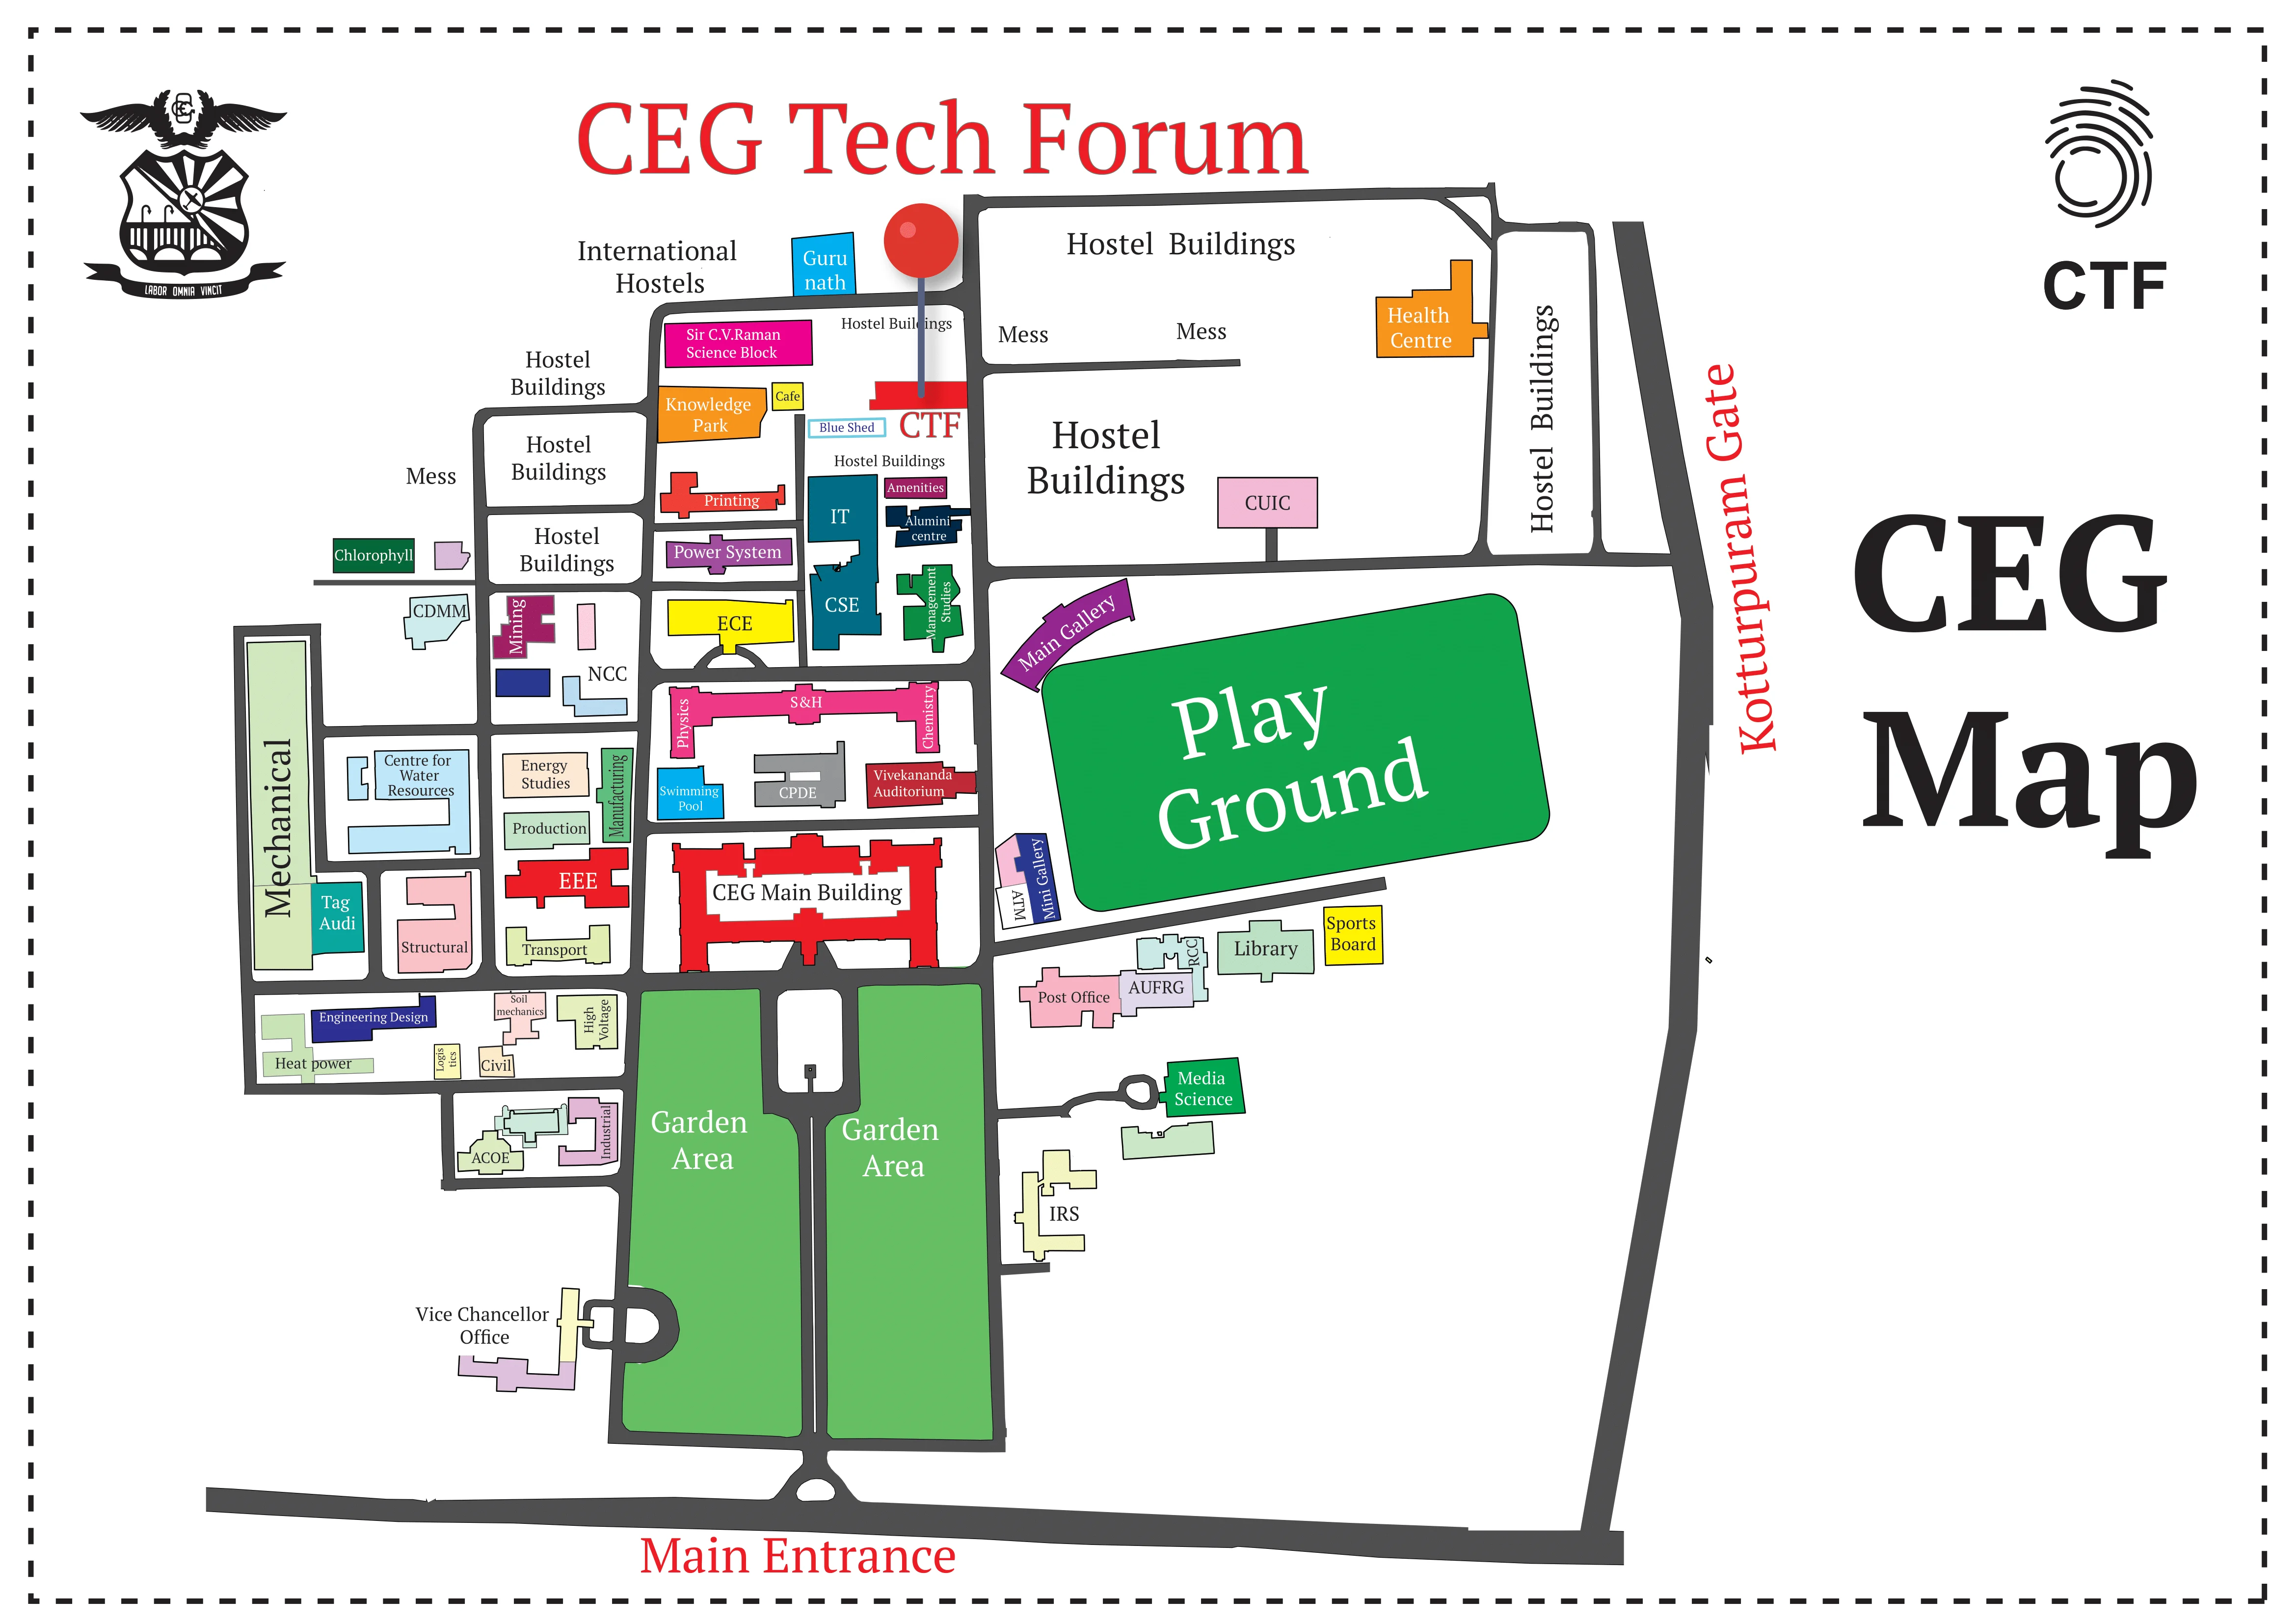 CEG Tech Forum
LABOR OMNIA VINCIT
CTF
International
Hostels
Guru
nath
Hostel Buildings
Hostel Buildings
Mess
Mess
Health
Centre
Hostel Buildings
Kotturpuram Gate
Sir C.V.Raman
Science Block
Hostel
Buildings
Knowledge
Park
Cafe
Blue Shed
CTF
Hostel
Buildings
Hostel
Buildings
Mess
Hostel Buildings
Printing
IT
Amenities
Alumini
centre
CUIC
CEG
Map
Hostel
Buildings
Power System
Chlorophyll
CDMM
Mining
NCC
ECE
CSE
Management
Studies
Main Gallery
Play
Ground
Physics
S&H
Chemistry
Mechanical
Centre for
Water
Resources
Energy
Studies
Manufacturing
Swimming
Pool
CPDE
Vivekananda
Auditorium
Production
EEE
CEG Main Building
ATM
Mini Gallery
Tag
Audi
Structural
Transport
RCC
Library
Sports
Board
Post Office
AUFRG
Engineering Design
Soil
mechanics
High
Voltage
Heat power
Logis
tics
Civil
Media
Science
ACOE
Industrial
Garden
Area
Garden
Area
IRS
Vice Chancellor
Office
Main Entrance